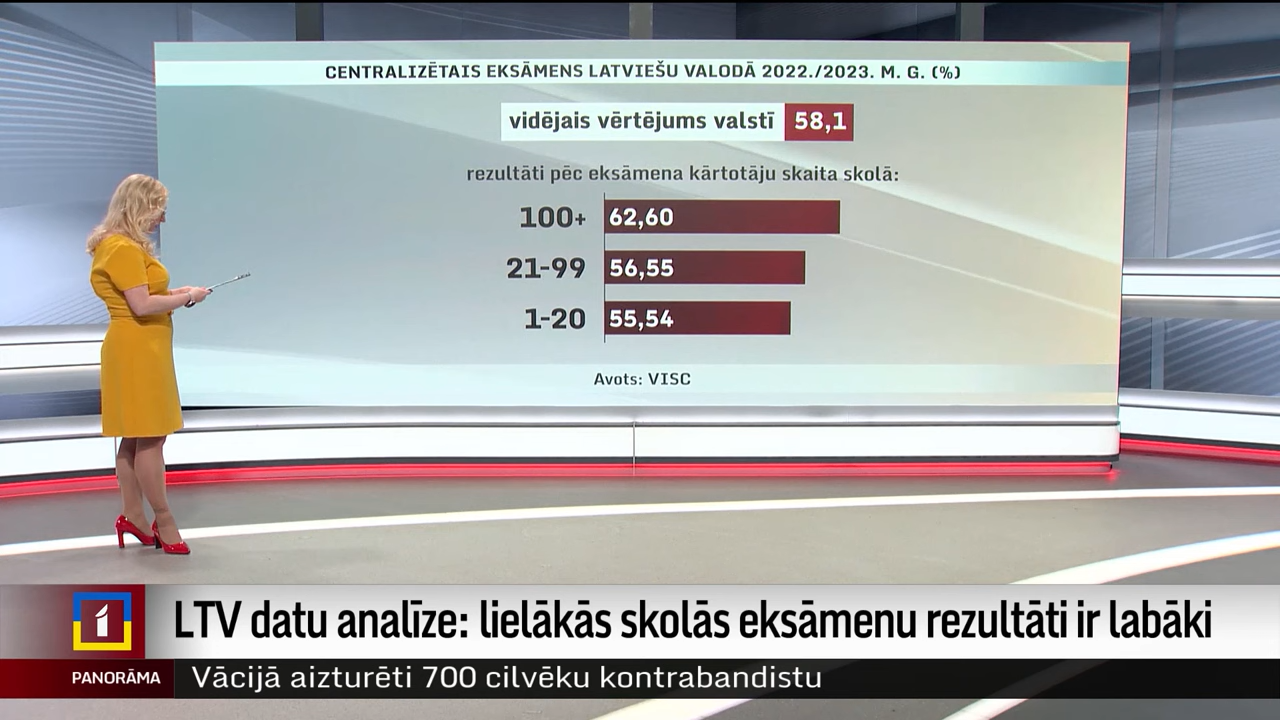 CENTRALIZĒTAIS EKSĀMENS LATVIEŠU VALODĀ 2022./2023. M. G. (%)
vidējais vērtējums valstī 58,1
rezultāti pēc eksāmena kārtotāju skaita skolā:
100+ 62,60
21-99 56,55
1-20 55,54
Avots: VISC
1 LTV datu analīze: lielākās skolās eksāmenu rezultāti ir labāki
PANORĀMA Vācijā aizturēti 700 cilvēku kontrabandistu